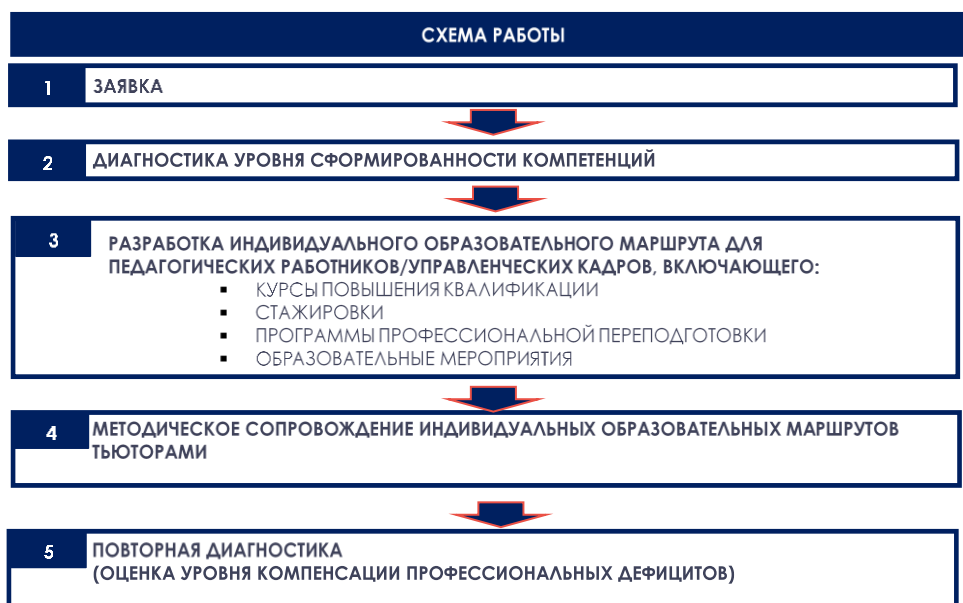 СХЕМА РАБОТЫ
1 ЗАЯВКА
2 ДИАГНОСТИКА УРОВНЯ СФОРМИРОВАННОСТИ КОМПЕТЕНЦИЙ
3 РАЗРАБОТКА ИНДИВИДУАЛЬНОГО ОБРАЗОВАТЕЛЬНОГО МАРШРУТА ДЛЯ
ПЕДАГОГИЧЕСКИХ РАБОТНИКОВ/УПРАВЛЕНЧЕСКИХ КАДРОВ, ВКЛЮЧАЮЩЕГО:
▪ КУРСЫ ПОВЫШЕНИЯ КВАЛИФИКАЦИИ
▪ СТАЖИРОВКИ
▪ ПРОГРАММЫ ПРОФЕССИОНАЛЬНОЙ ПЕРЕПОДГОТОВКИ
▪ ОБРАЗОВАТЕЛЬНЫЕ МЕРОПРИЯТИЯ
4 МЕТОДИЧЕСКОЕ СОПРОВОЖДЕНИЕ ИНДИВИДУАЛЬНЫХ ОБРАЗОВАТЕЛЬНЫХ МАРШРУТОВ
ТЬЮТОРАМИ
5 ПОВТОРНАЯ ДИАГНОСТИКА
(ОЦЕНКА УРОВНЯ КОМПЕНСАЦИИ ПРОФЕССИОНАЛЬНЫХ ДЕФИЦИТОВ)